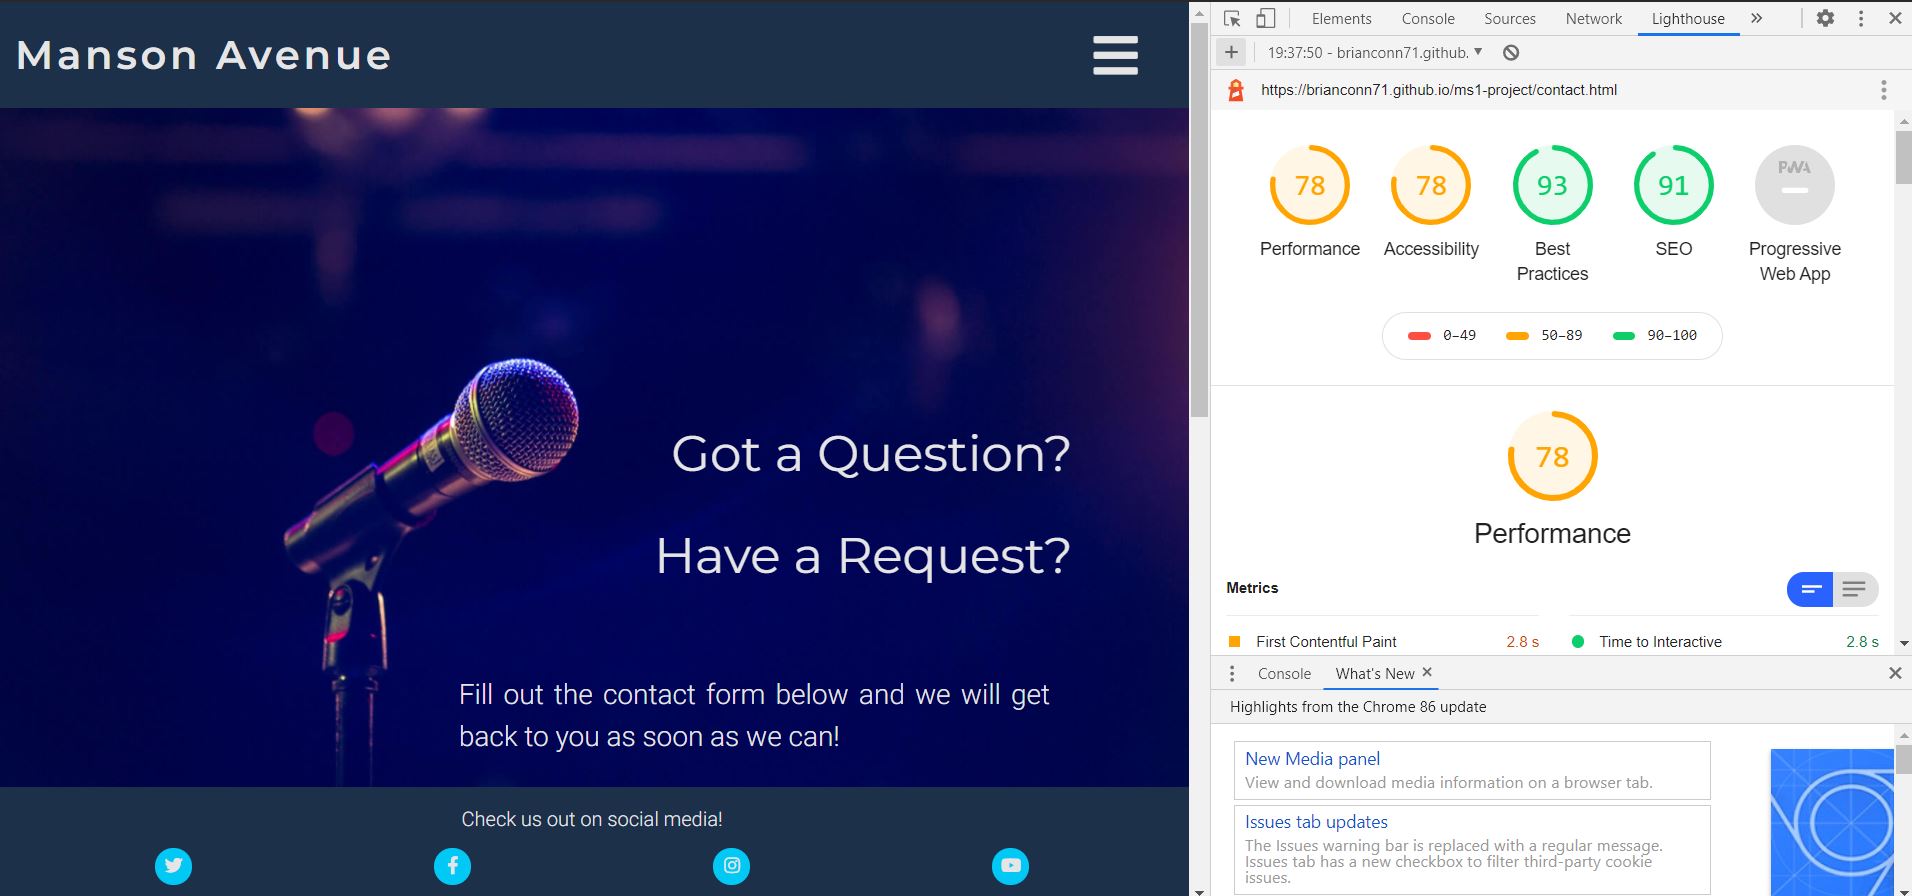 Manson Avenue
Got a Question?
Have a Request?
Fill out the contact form below and we will get
back to you as soon as we can!
Check us out on social media!
Elements Console Sources Network Lighthouse
19:37:50 - brianconn71.github.
https://brianconn71.github.io/ms1-project/contact.html
78 78 93 91 PWA
Performance Accessibility Best Practices SEO Progressive Web App
0–49 50–89 90–100
78
Performance
Metrics
First Contentful Paint 2.8 s Time to Interactive 2.8 s
Console What's New
Highlights from the Chrome 86 update
New Media panel
View and download media information on a browser tab.
Issues tab updates
The Issues warning bar is replaced with a regular message.
Issues tab has a new checkbox to filter third-party cookie
issues.